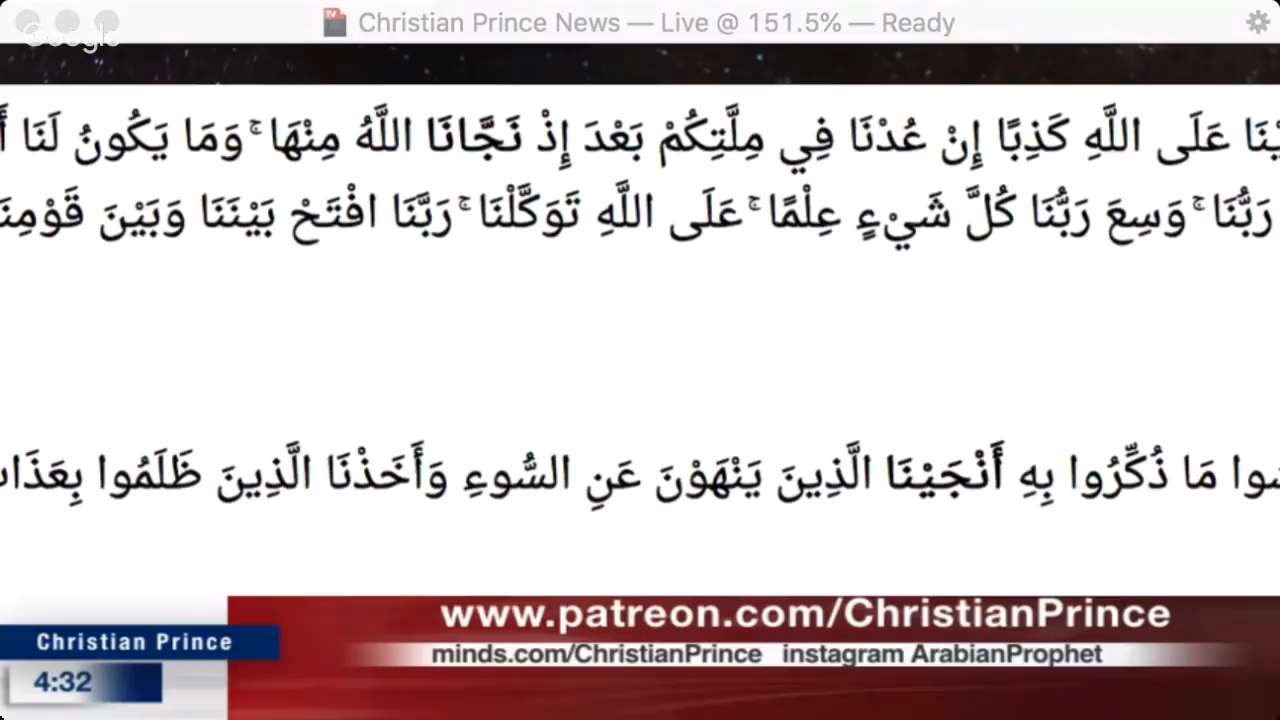 Christian Prince News — Live @ 151.5% — Ready
Google
عَلَى اللَّهِ كَذِبًا إِنْ عُدْنَا فِي مِلَّتِكُمْ بَعْدَ إِذْ نَجَّانَا اللَّهُ مِنْهَا ۚ وَمَا يَكُونُ لَنَا
رَبُّنَا ۚ وَسِعَ رَبُّنَا كُلَّ شَيْءٍ عِلْمًا ۚ عَلَى اللَّهِ تَوَكَّلْنَا ۚ رَبَّنَا افْتَحْ بَيْنَنَا وَبَيْنَ
مَا ذُكِّرُوا بِهِ أَنْجَيْنَا الَّذِينَ يَنْهَوْنَ عَنِ السُّوءِ وَأَخَذْنَا الَّذِينَ ظَلَمُوا
www.patreon.com/ChristianPrince
Christian Prince
minds.com/ChristianPrince instagram ArabianProphet
4:32